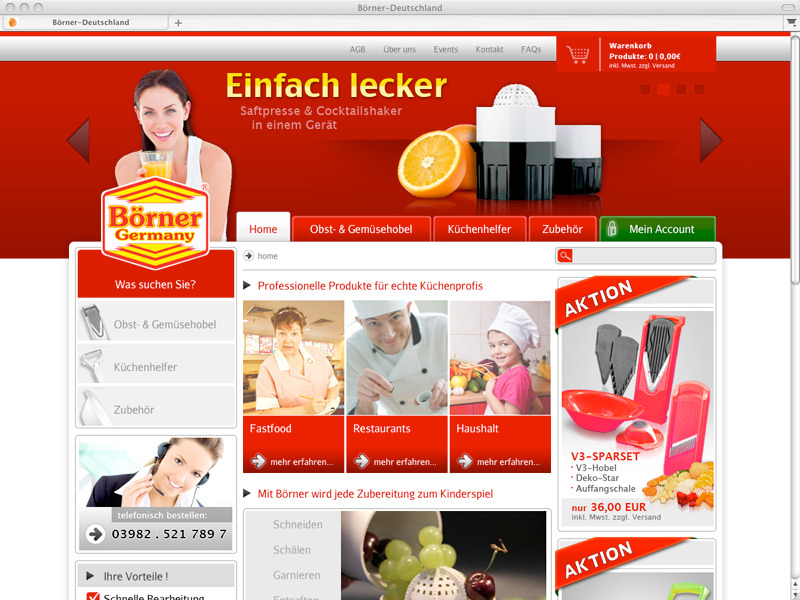 Börner-Deutschland
Börner-Deutschland
AGB Über uns Events Kontakt FAQs
Warenkorb
Produkte: 0 | 0,00€
inkl. Mwst. zzgl. Versand
Einfach lecker
Saftpresse & Cocktailshaker
in einem Gerät
Börner
Germany
®
Home Obst- & Gemüsehobel Küchenhelfer Zubehör Mein Account
home
Was suchen Sie?
Obst- & Gemüsehobel
Küchenhelfer
Zubehör
telefonisch bestellen:
03982 . 521 789 7
Ihre Vorteile !
Schnelle Bearbeitung
Professionelle Produkte für echte Küchenprofis
Fastfood Restaurants Haushalt
mehr erfahren... mehr erfahren... mehr erfahren...
Mit Börner wird jede Zubereitung zum Kinderspiel
Schneiden
Schälen
Garnieren
Entsaften
AKTION
V3-SPARSET
· V3-Hobel
· Deko-Star
· Auffangschale
nur 36,00 EUR
inkl. Mwst. zzgl. Versand
AKTION